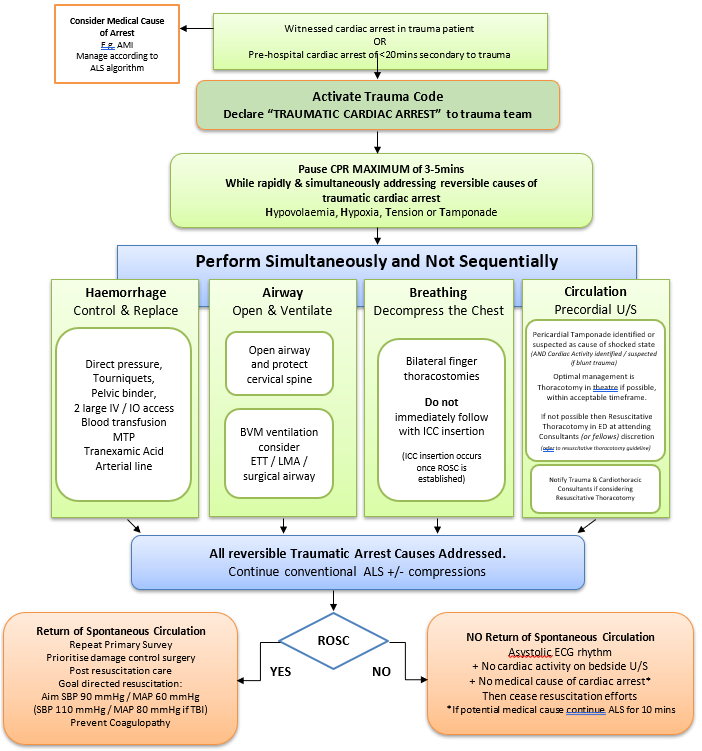 Consider Medical Cause
of Arrest
E.g. AMI
Manage according to
ALS algorithm
Witnessed cardiac arrest in trauma patient
OR
Pre-hospital cardiac arrest of <20mins secondary to trauma
Activate Trauma Code
Declare “TRAUMATIC CARDIAC ARREST” to trauma team
Pause CPR MAXIMUM of 3-5mins
While rapidly & simultaneously addressing reversible causes of
traumatic cardiac arrest
Hypovolaemia, Hypoxia, Tension or Tamponade
Perform Simultaneously and Not Sequentially
Haemorrhage
Control & Replace
Direct pressure,
Tourniquets,
Pelvic binder,
2 large IV / IO access
Blood transfusion
MTP
Tranexamic Acid
Arterial line
Airway
Open & Ventilate
Open airway
and protect
cervical spine
BVM ventilation
consider
ETT / LMA /
surgical airway
Breathing
Decompress the Chest
Bilateral finger
thoracostomies
Do not
immediately follow
with ICC insertion
(ICC insertion occurs
once ROSC is
established)
Circulation
Precordial U/S
Pericardial Tamponade identified or
suspected as cause of shocked state
(AND Cardiac Activity identified / suspected
if blunt trauma)
Optimal management is
Thoracotomy in theatre if possible,
within acceptable timeframe.
If not possible then Resuscitative
Thoracotomy in ED at attending
Consultants (or fellows) discretion
(refer to resuscitative thoracotomy guideline)
Notify Trauma & Cardiothoracic
Consultants if considering
Resuscitative Thoracotomy
All reversible Traumatic Arrest Causes Addressed.
Continue conventional ALS +/- compressions
ROSC
YES
NO
Return of Spontaneous Circulation
Repeat Primary Survey
Prioritise damage control surgery
Post resuscitation care
Goal directed resuscitation:
Aim SBP 90 mmHg / MAP 60 mmHg
(SBP 110 mmHg / MAP 80 mmHg if TBI)
Prevent Coagulopathy
NO Return of Spontaneous Circulation
Asystolic ECG rhythm
+ No cardiac activity on bedside U/S
+ No medical cause of cardiac arrest*
Then cease resuscitation efforts
*If potential medical cause continue ALS for 10 mins